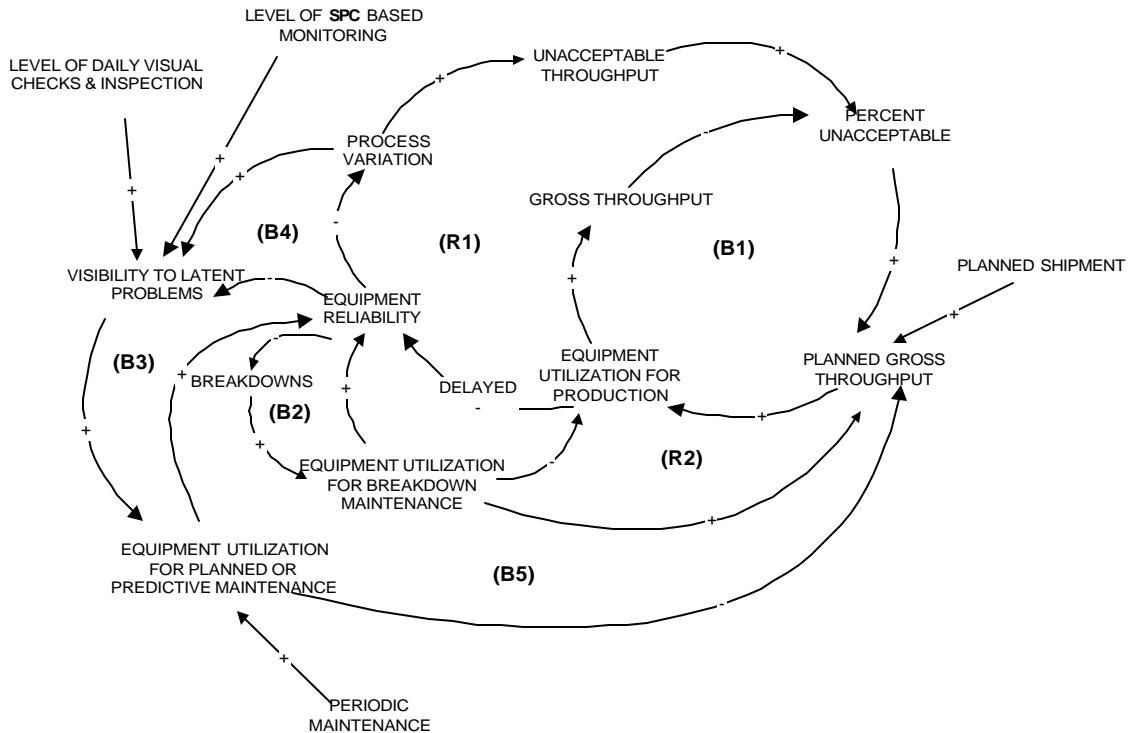 LEVEL OF SPC BASED
MONITORING
LEVEL OF DAILY VISUAL
CHECKS & INSPECTION
UNACCEPTABLE
THROUGHPUT
+
+
PERCENT
UNACCEPTABLE
-
PROCESS
VARIATION
+
+
+
GROSS THROUGHPUT
-
(B4)
(R1)
(B1)
+
PLANNED SHIPMENT
VISIBILITY TO LATENT
PROBLEMS
-
+
EQUIPMENT
RELIABILITY
+
(B3)
-
EQUIPMENT
UTILIZATION FOR
PRODUCTION
PLANNED GROSS
THROUGHPUT
+
BREAKDOWNS
+
DELAYED
-
(B2)
+
+
+
EQUIPMENT UTILIZATION
FOR BREAKDOWN
MAINTENANCE
-
(R2)
+
EQUIPMENT UTILIZATION
FOR PLANNED OR
PREDICTIVE MAINTENANCE
(B5)
-
+
PERIODIC
MAINTENANCE